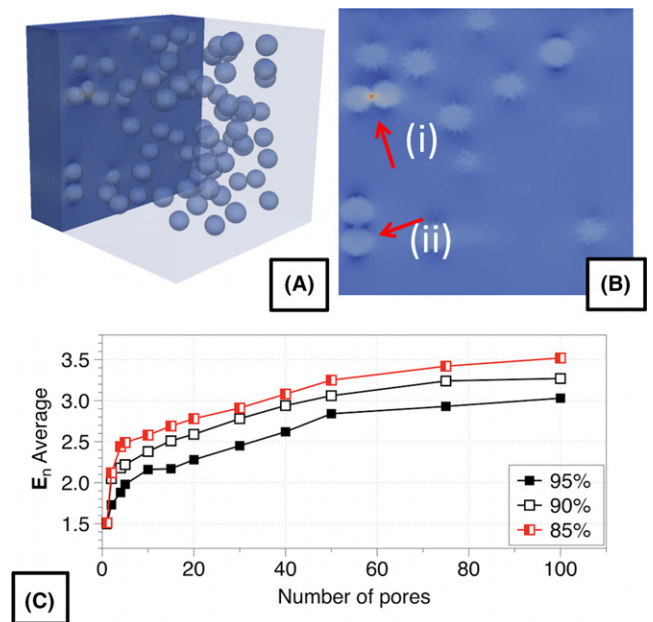 (A)
(i)
(ii)
(B)
3.5
3.0
2.5
2.0
1.5
En Average
0 20 40 60 80 100
Number of pores
95%
90%
85%
(C)